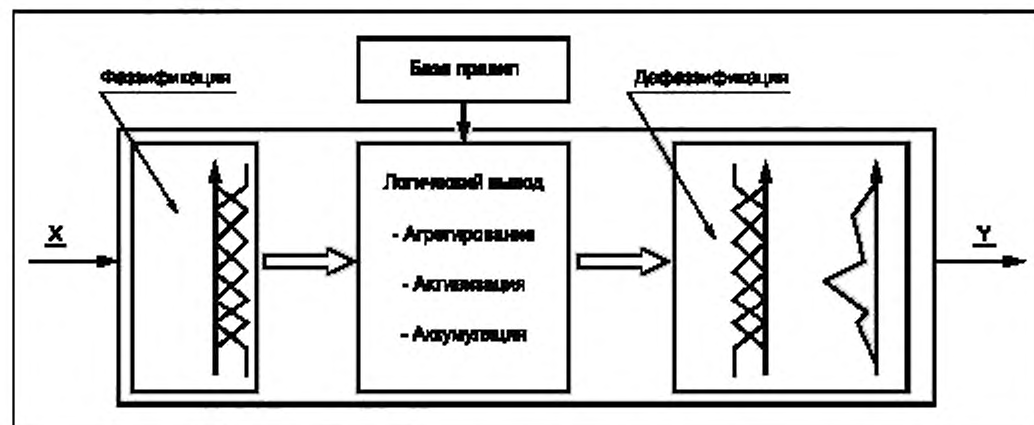 База правил
Фаззификация
Дефаззификация
Логический вывод
- Агрегирование
- Активизация
- Аккумуляция
X
Y